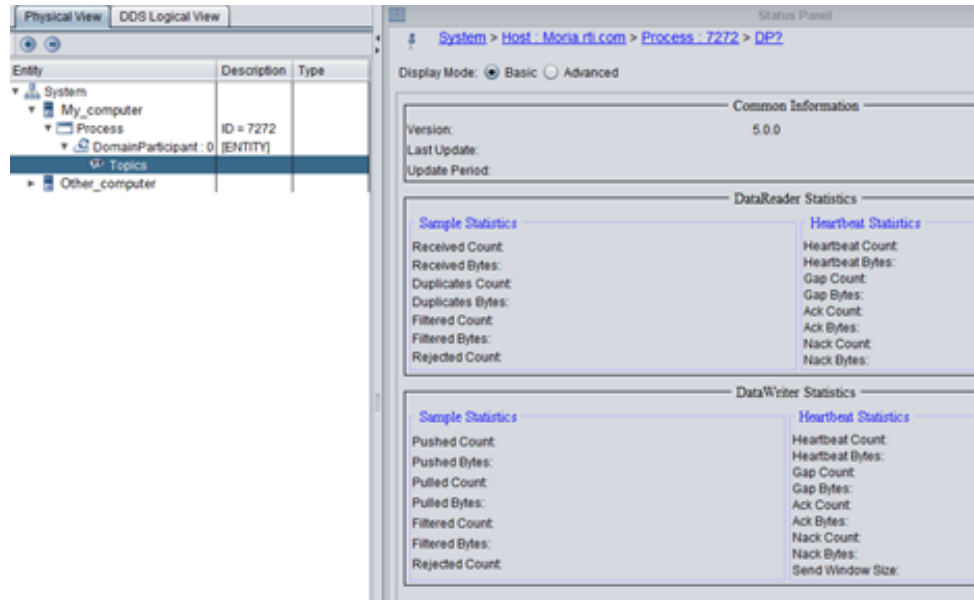 Physical View DDS Logical View
Entity Description Type
System
My_computer
Process ID = 7272
DomainParticipant : 0 [ENTITY]
Topics
Other_computer
Status Panel
System > Host : Moria.rti.com > Process : 7272 > DP?
Display Mode: Basic Advanced
Common Information
Version: 5.0.0
Last Update:
Update Period:
DataReader Statistics
Sample Statistics
Received Count:
Received Bytes:
Duplicates Count:
Duplicates Bytes:
Filtered Count:
Filtered Bytes:
Rejected Count:
Heartbeat Statistics
Heartbeat Count:
Heartbeat Bytes:
Gap Count:
Gap Bytes:
Ack Count:
Ack Bytes:
Nack Count:
Nack Bytes:
DataWriter Statistics
Sample Statistics
Pushed Count:
Pushed Bytes:
Pulled Count:
Pulled Bytes:
Filtered Count:
Filtered Bytes:
Rejected Count:
Heartbeat Statistics
Heartbeat Count:
Heartbeat Bytes:
Gap Count:
Gap Bytes:
Ack Count:
Ack Bytes:
Nack Count:
Nack Bytes:
Send Window Size: